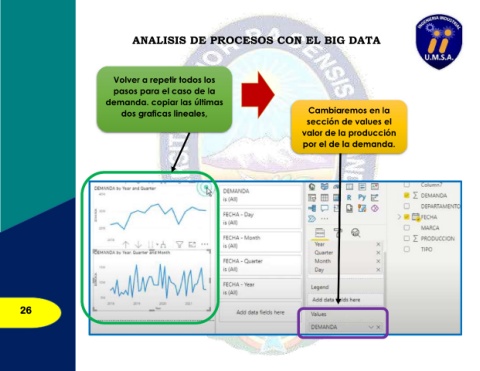 ANALISIS DE PROCESOS CON EL BIG DATA
INGENIERIA INDUSTRIAL
U.M.S.A.
Volver a repetir todos los
pasos para el caso de la
demanda. copiar las últimas
dos graficas lineales,
Cambiaremos en la
sección de values el
valor de la producción
por el de la demanda.
DEMANDA by Year and Quarter
DEMANDA by Year Quarter and Month
DEMANDA
is (All)
FECHA - Day
is (All)
FECHA - Month
is (All)
FECHA - Quarter
is (All)
FECHA - Year
is (All)
Add data fields here
Year
Quarter
Month
Day
Legend
Add data fields here
Values
DEMANDA
Column7
DEMANDA
DEPARTAMENTO
FECHA
MARCA
PRODUCCION
TIPO
26